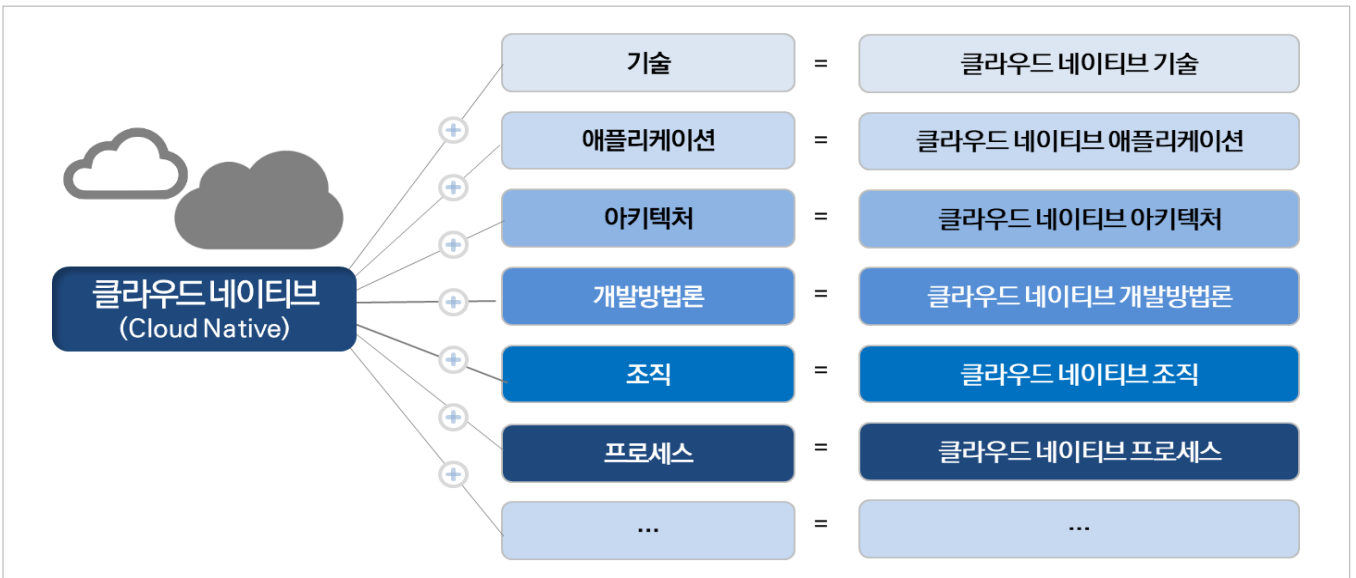 클라우드 네이티브
(Cloud Native)
기술 = 클라우드 네이티브 기술
애플리케이션 = 클라우드 네이티브 애플리케이션
아키텍처 = 클라우드 네이티브 아키텍처
개발방법론 = 클라우드 네이티브 개발방법론
조직 = 클라우드 네이티브 조직
프로세스 = 클라우드 네이티브 프로세스
... = ...